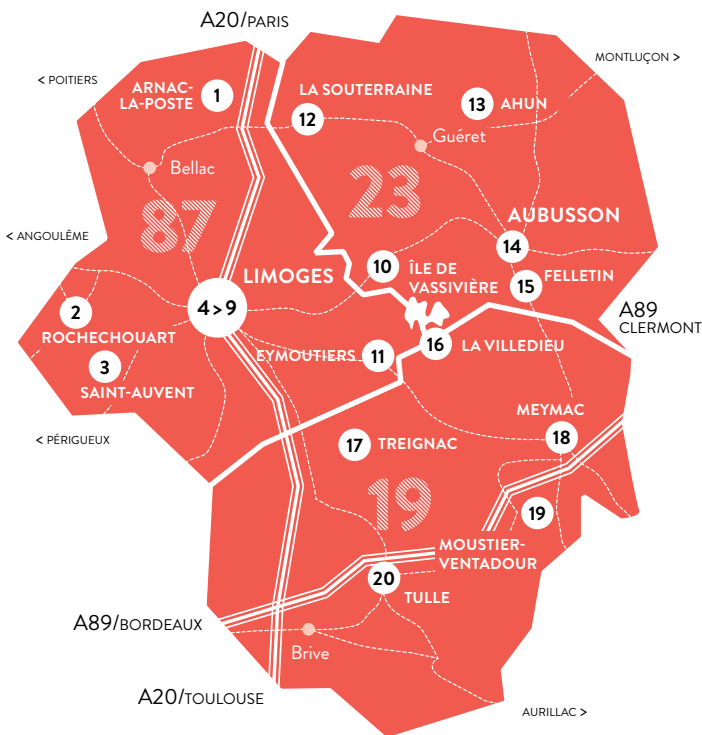 A20/PARIS
MONTLUÇON >
< POITIERS
ARNAC-
LA-POSTE
1
LA SOUTERRAINE
12
13
AHUN
Guéret
Bellac
23
87
AUBUSSON
14
< ANGOULÊME
LIMOGES
4>9
10
ÎLE DE
VASSIVIÈRE
15
FELLETIN
2
ROCHECHOUART
A89
CLERMONT
3
SAINT-AUVENT
EYMOUTIERS
11
16
LA VILLEDIEU
MEYMAC
18
< PÉRIGUEUX
17
TREIGNAC
19
19
MOUSTIER-
VENTADOUR
20
TULLE
A89/BORDEAUX
Brive
A20/TOULOUSE
AURILLAC >